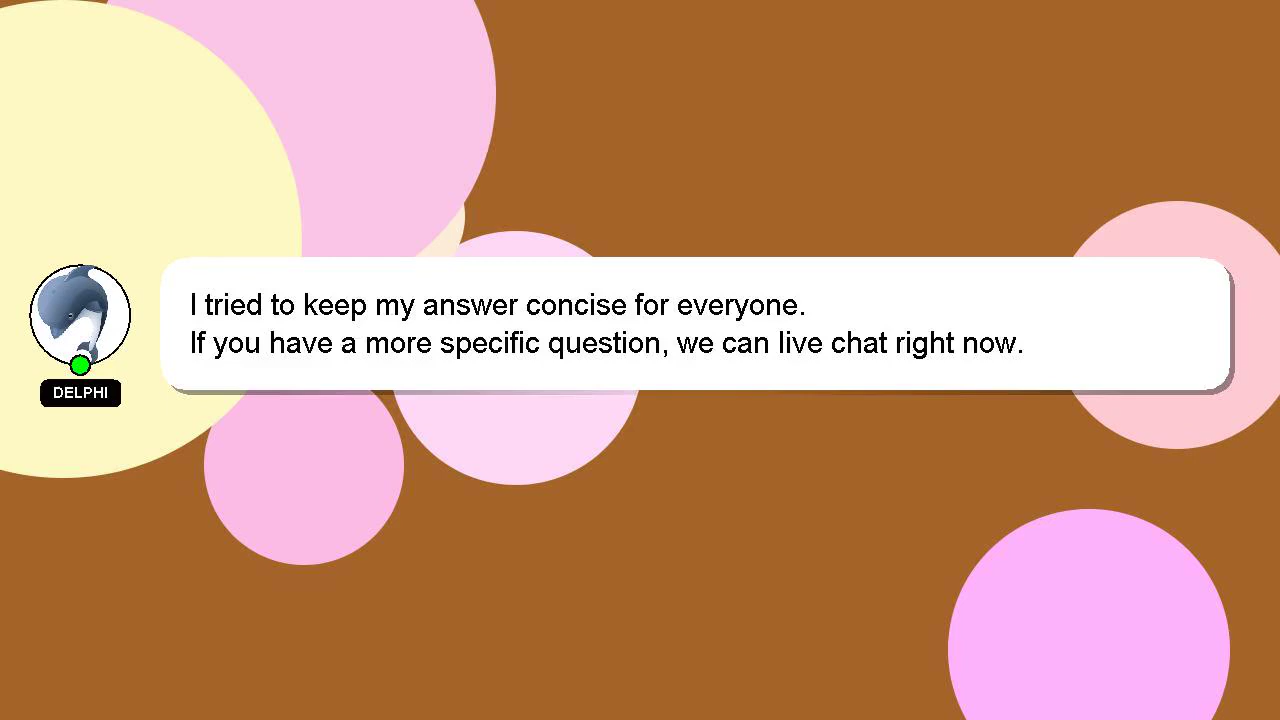 I tried to keep my answer concise for everyone.
If you have a more specific question, we can live chat right now.
DELPHI